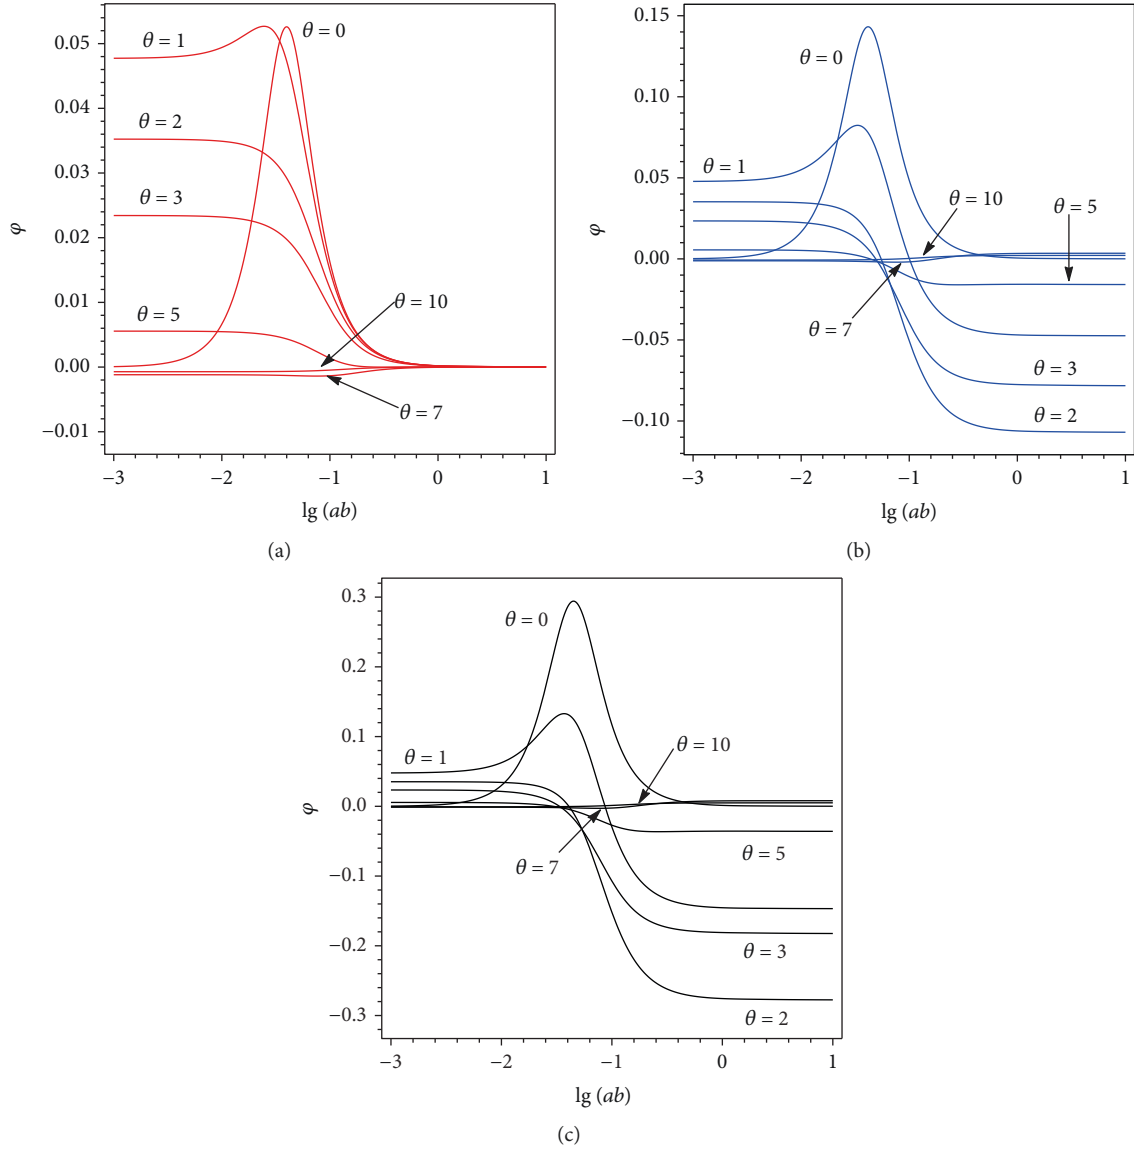 0.05
0.04
0.03
0.02
0.01
0.00
−0.01
φ
θ = 1
θ = 0
θ = 2
θ = 3
θ = 5
θ = 10
θ = 7
−3
−2
−1
0
1
lg (ab)
(a)
0.15
0.10
0.05
0.00
−0.05
−0.10
φ
θ = 0
θ = 1
θ = 10
θ = 5
θ = 7
θ = 3
θ = 2
−3
−2
−1
0
1
lg (ab)
(b)
0.3
0.2
0.1
0.0
−0.1
−0.2
−0.3
φ
θ = 0
θ = 1
θ = 10
θ = 5
θ = 7
θ = 3
θ = 2
−3
−2
−1
0
1
lg (ab)
(c)